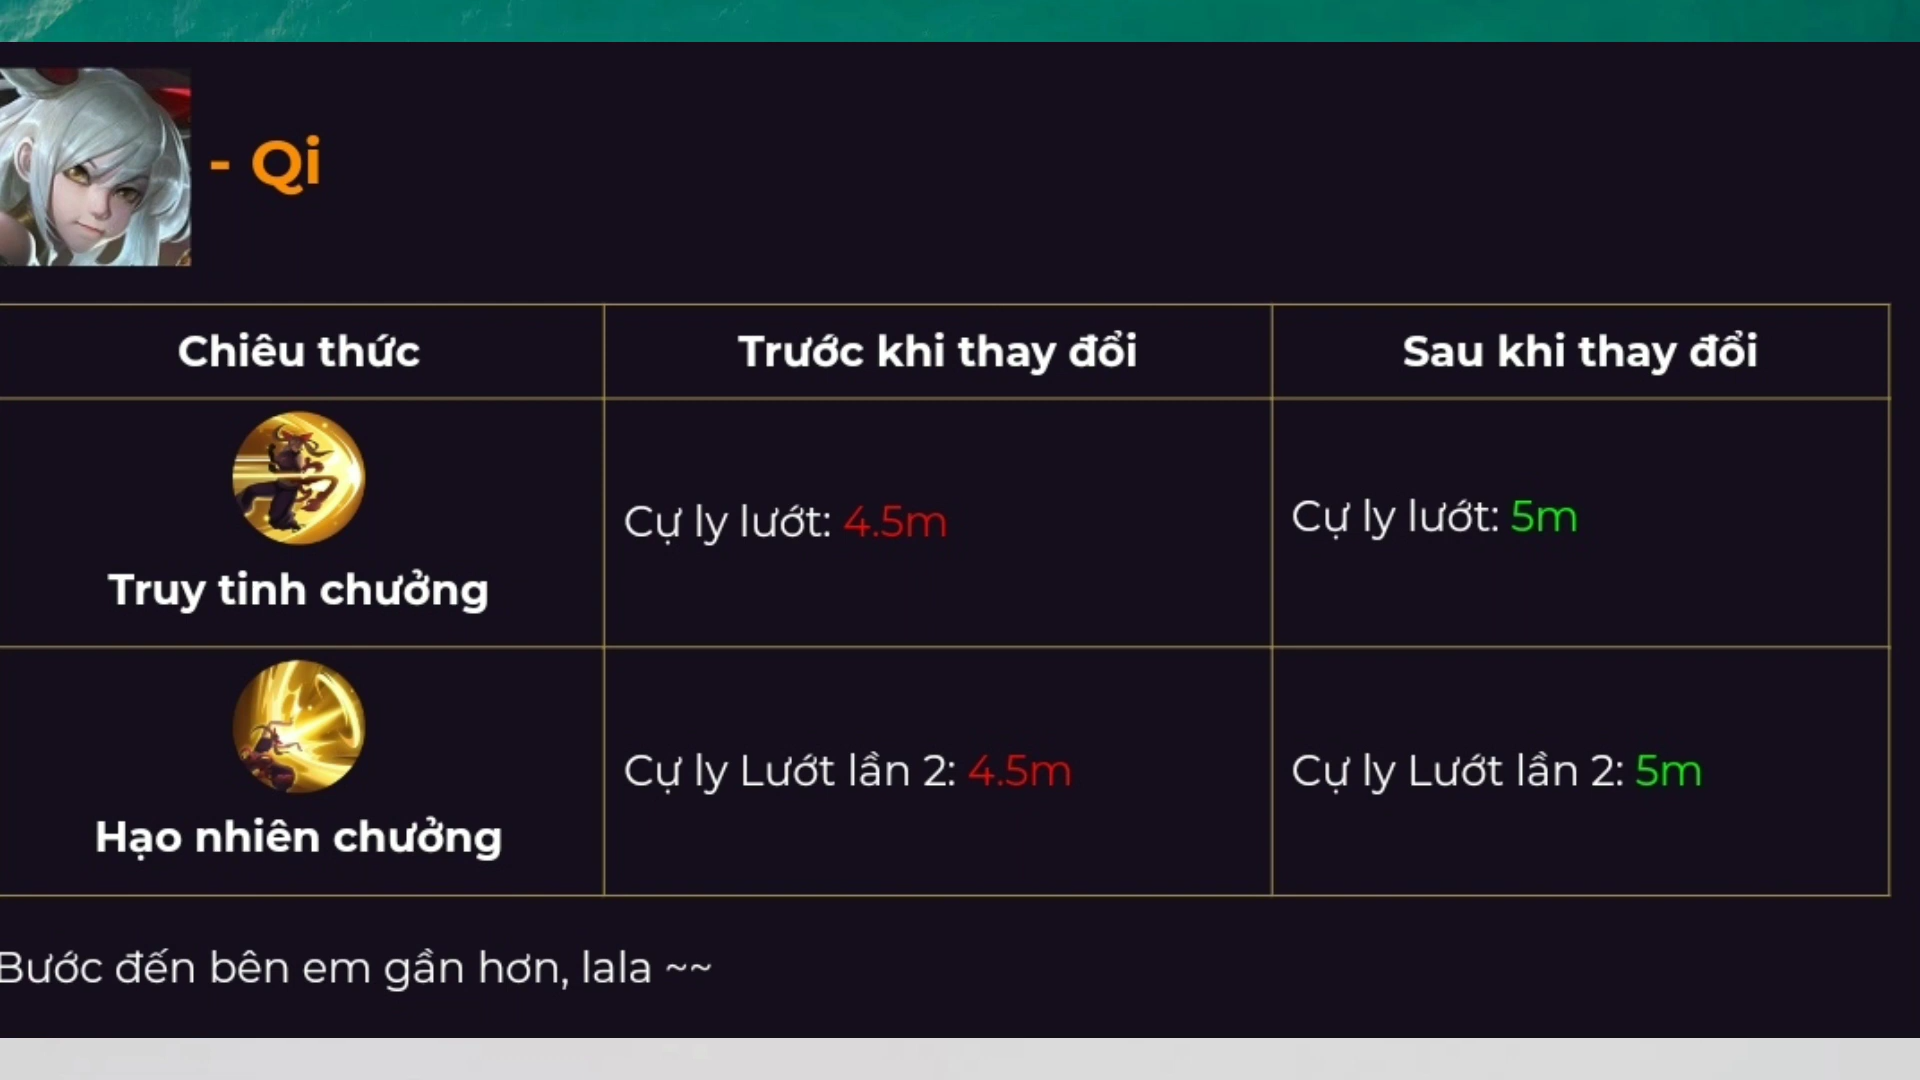 - Qi
Chiêu thức Trước khi thay đổi Sau khi thay đổi
Truy tinh chưởng
Cự ly lướt: 4.5m
Cự ly lướt: 5m
Hạo nhiên chưởng
Cự ly Lướt lần 2: 4.5m
Cự ly Lướt lần 2: 5m
Bước đến bên em gần hơn, lala ~~